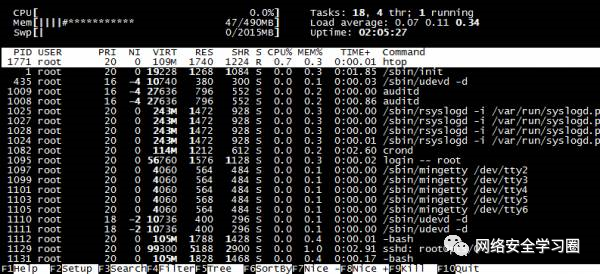 CPU[ 0.0%] Tasks: 18, 4 thr; 1 running
Mem[||||#*********** 47/490MB] Load average: 0.07 0.11 0.34
Swp[| 0/2015MB] Uptime: 02:05:27
PID USER PRI NI VIRT RES SHR S CPU% MEM% TIME+ Command
1771 root 20 0 109M 1740 1224 R 0.7 0.3 0:00.01 htop
1 root 20 0 19228 1268 1084 S 0.0 0.3 0:01.85 /sbin/init
435 root 16 -4 10740 380 300 S 0.0 0.1 0:00.03 /sbin/udevd -d
1009 root 16 -4 27636 796 552 S 0.0 0.2 0:00.00 auditd
1008 root 16 -4 27636 796 552 S 0.0 0.2 0:00.86 auditd
1025 root 20 0 243M 1472 928 S 0.0 0.3 0:00.01 /sbin/rsyslogd -i /var/run/syslogd.p
1027 root 20 0 243M 1472 928 S 0.0 0.3 0:00.00 /sbin/rsyslogd -i /var/run/syslogd.p
1028 root 20 0 243M 1472 928 S 0.0 0.3 0:00.01 /sbin/rsyslogd -i /var/run/syslogd.p
1024 root 20 0 243M 1472 928 S 0.0 0.3 0:00.01 /sbin/rsyslogd -i /var/run/syslogd.p
1082 root 20 0 114M 1212 612 S 0.0 0.2 0:02.60 crond
1095 root 20 0 56760 1576 1128 S 0.0 0.3 0:00.02 login -- root
1097 root 20 0 4060 564 484 S 0.0 0.1 0:00.00 /sbin/mingetty /dev/tty2
1099 root 20 0 4060 564 484 S 0.0 0.1 0:00.00 /sbin/mingetty /dev/tty3
1101 root 20 0 4060 564 484 S 0.0 0.1 0:00.00 /sbin/mingetty /dev/tty4
1103 root 20 0 4060 564 484 S 0.0 0.1 0:00.00 /sbin/mingetty /dev/tty5
1105 root 20 0 4060 568 484 S 0.0 0.1 0:00.00 /sbin/mingetty /dev/tty6
1110 root 18 -2 10736 400 296 S 0.0 0.1 0:00.00 /sbin/udevd -d
1111 root 18 -2 10736 400 296 S 0.0 0.1 0:00.00 /sbin/udevd -d
1112 root 20 0 105M 1788 1428 S 0.0 0.4 0:00.01 -bash
1129 root 20 0 99300 5188 2900 S 0.0 1.0 0:02.91 sshd: root@p
1131 root 20 0 105M 1828 1468 S 0.0 0.4 0:00.17 -bash
F1Help F2Setup F3SearchF4FilterF5Tree F6SortByF7Nice -F8Nice +F9Kill F10Quit
网络安全学习圈